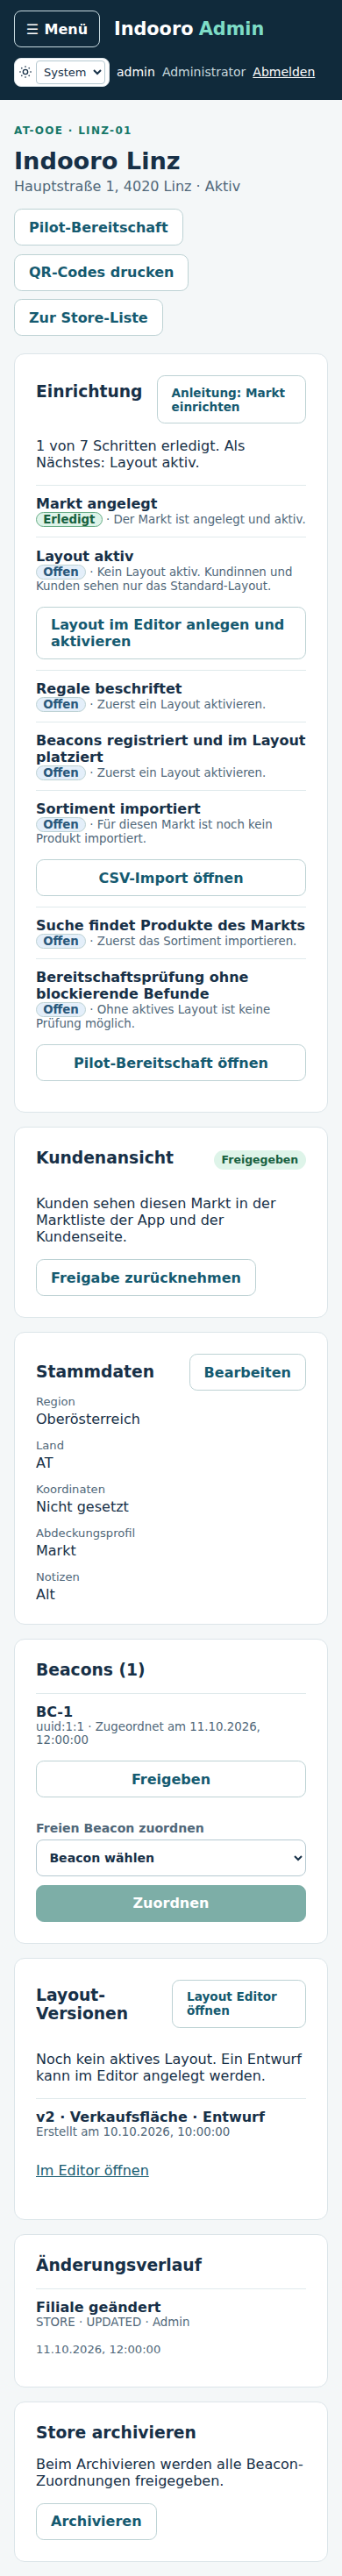 ☰ Menü
Indooro Admin
System
admin Administrator Abmelden
AT-OOE · LINZ-01
Indooro Linz
Hauptstraße 1, 4020 Linz · Aktiv
Pilot-Bereitschaft
QR-Codes drucken
Zur Store-Liste
Einrichtung
Anleitung: Markt
einrichten
1 von 7 Schritten erledigt. Als
Nächstes: Layout aktiv.
Markt angelegt
Erledigt · Der Markt ist angelegt und aktiv.
Layout aktiv
Offen · Kein Layout aktiv. Kundinnen und
Kunden sehen nur das Standard-Layout.
Layout im Editor anlegen und
aktivieren
Regale beschriftet
Offen · Zuerst ein Layout aktivieren.
Beacons registriert und im Layout
platziert
Offen · Zuerst ein Layout aktivieren.
Sortiment importiert
Offen · Für diesen Markt ist noch kein
Produkt importiert.
CSV-Import öffnen
Suche findet Produkte des Markts
Offen · Zuerst das Sortiment importieren.
Bereitschaftsprüfung ohne
blockierende Befunde
Offen · Ohne aktives Layout ist keine
Prüfung möglich.
Pilot-Bereitschaft öffnen
Kundenansicht
Freigegeben
Kunden sehen diesen Markt in der
Marktliste der App und der
Kundenseite.
Freigabe zurücknehmen
Stammdaten
Bearbeiten
Region
Oberösterreich
Land
AT
Koordinaten
Nicht gesetzt
Abdeckungsprofil
Markt
Notizen
Alt
Beacons (1)
BC-1
uuid:1:1 · Zugeordnet am 11.10.2026,
12:00:00
Freigeben
Freien Beacon zuordnen
Beacon wählen
Zuordnen
Layout-
Versionen
Layout Editor
öffnen
Noch kein aktives Layout. Ein Entwurf
kann im Editor angelegt werden.
v2 · Verkaufsfläche · Entwurf
Erstellt am 10.10.2026, 10:00:00
Im Editor öffnen
Änderungsverlauf
Filiale geändert
STORE · UPDATED · Admin
11.10.2026, 12:00:00
Store archivieren
Beim Archivieren werden alle Beacon-
Zuordnungen freigegeben.
Archivieren